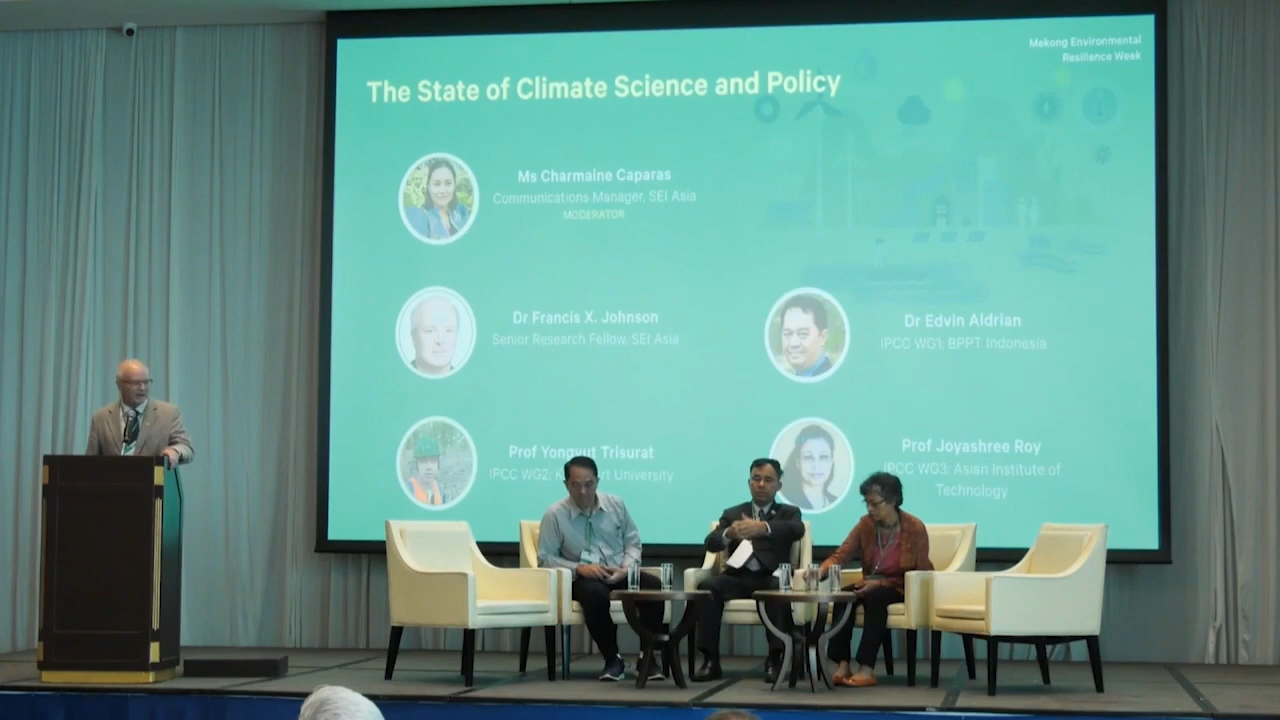 Mekong Environmental
Resilience Week
The State of Climate Science and Policy
Ms Charmaine Caparas
Communications Manager, SEI Asia
MODERATOR
Dr Francis X. Johnson
Senior Research Fellow, SEI Asia
Dr Edvin Aldrian
IPCC WG1; BPPT Indonesia
Prof Yongyut Trisurat
IPCC WG2; University
Prof Joyashree Roy
IPCC WG3; Asian Institute of
Technology